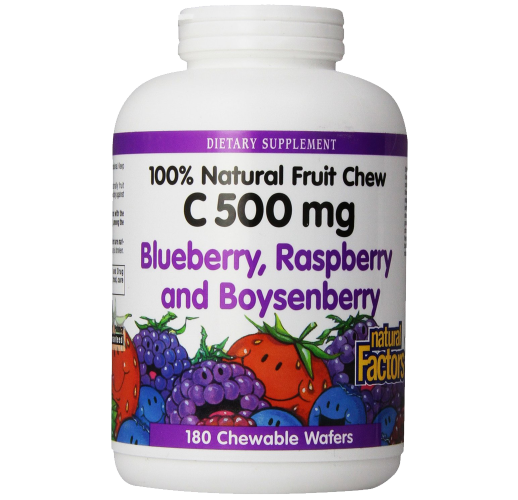 DIETARY SUPPLEMENT
100% Natural Fruit Chew
C 500 mg
Blueberry, Raspberry
and Boysenberry
natural
Factors
180 Chewable Wafers